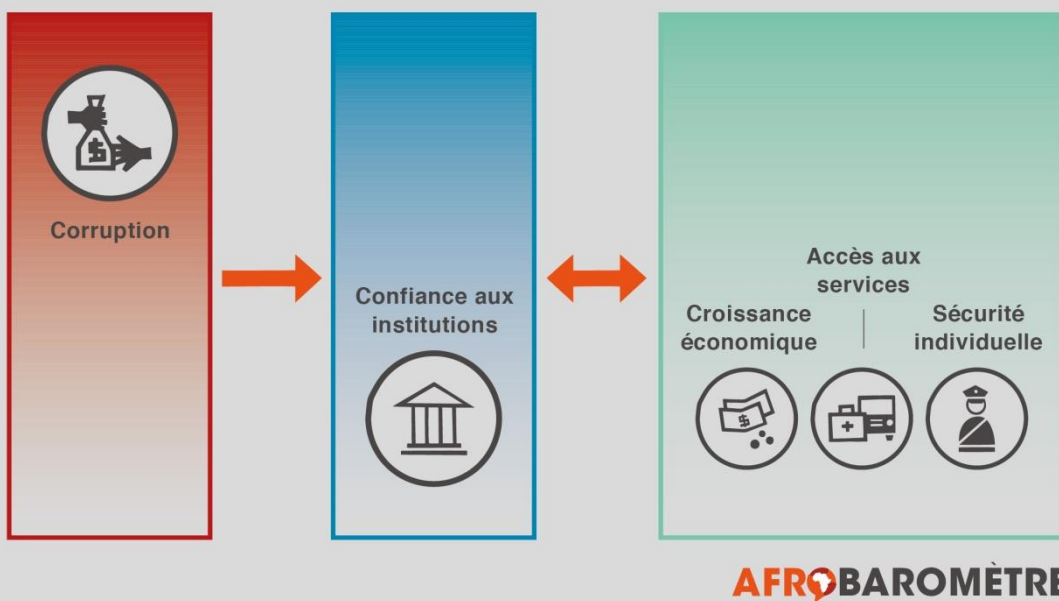 Corruption
Confiance aux
institutions
Accès aux
services
Croissance
économique
Sécurité
individuelle
AFROBAROMÈTRE